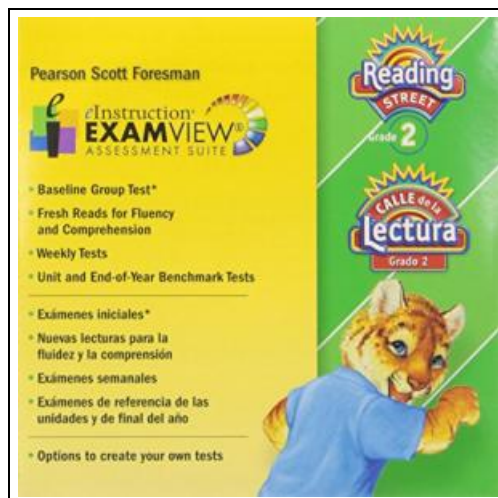 Pearson Scott Foresman
eInstruction®
EXAMVIEW®
ASSESSMENT SUITE
• Baseline Group Test*
• Fresh Reads for Fluency
and Comprehension
• Weekly Tests
• Unit and End-of-Year Benchmark Tests
• Exámenes iniciales*
• Nuevas lecturas para la
fluidez y la comprensión
• Exámenes semanales
• Exámenes de referencia de las
unidades y de final del año
• Options to create your own tests
Reading
STREET
Grade 2
CALLE de la
Lectura
Grado 2